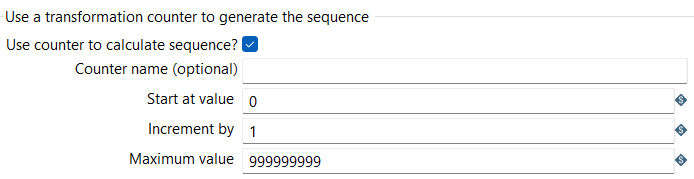 Use a transformation counter to generate the sequence
Use counter to calculate sequence?
Counter name (optional)
Start at value 0
Increment by 1
Maximum value 999999999